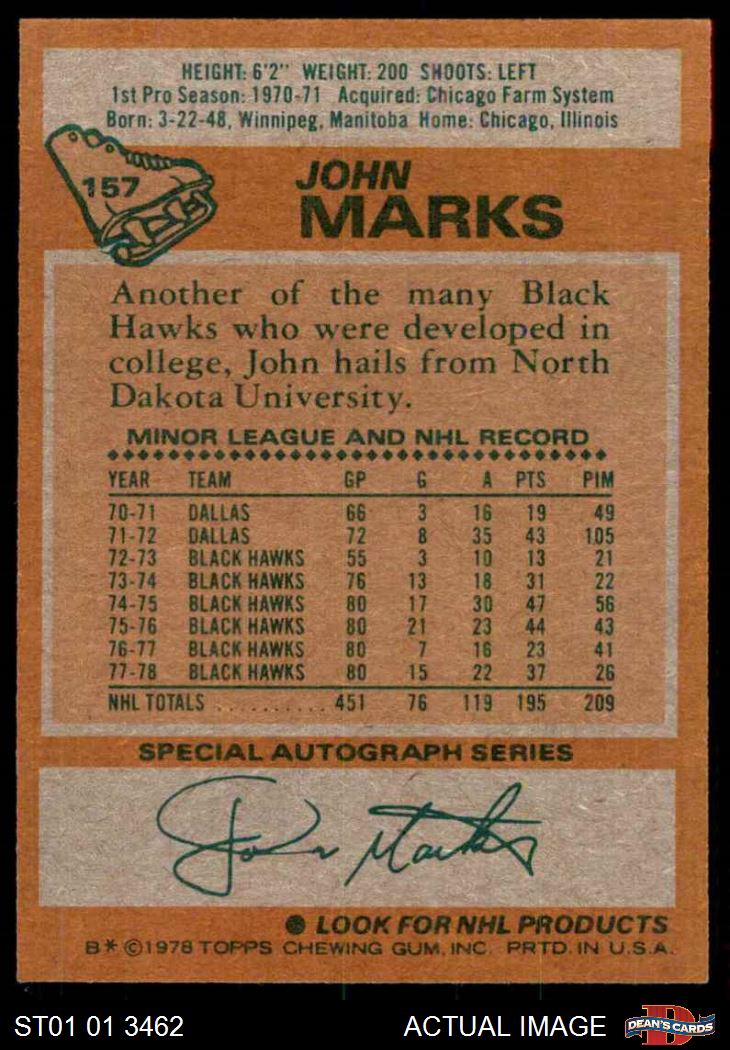 HEIGHT: 6'2" WEIGHT: 200 SHOOTS: LEFT
1st Pro Season: 1970-71 Acquired: Chicago Farm System
Born: 3-22-48, Winnipeg, Manitoba Home: Chicago, Illinois
157
JOHN
MARKS
Another of the many Black
Hawks who were developed in
college, John hails from North
Dakota University.
MINOR LEAGUE AND NHL RECORD
YEAR TEAM GP G A PTS PIM
70-71 DALLAS 66 3 16 19 49
71-72 DALLAS 72 8 35 43 105
72-73 BLACK HAWKS 55 3 10 13 21
73-74 BLACK HAWKS 76 13 18 31 22
74-75 BLACK HAWKS 80 17 30 47 56
75-76 BLACK HAWKS 80 21 23 44 43
76-77 BLACK HAWKS 80 7 16 23 41
77-78 BLACK HAWKS 80 15 22 37 26
NHL TOTALS .......... 451 76 119 195 209
SPECIAL AUTOGRAPH SERIES
John Marks
● LOOK FOR NHL PRODUCTS
B* ©1978 TOPPS CHEWING GUM, INC. PRTD. IN U.S.A.
ST01 01 3462 ACTUAL IMAGE
D
DEAN'S CARDS